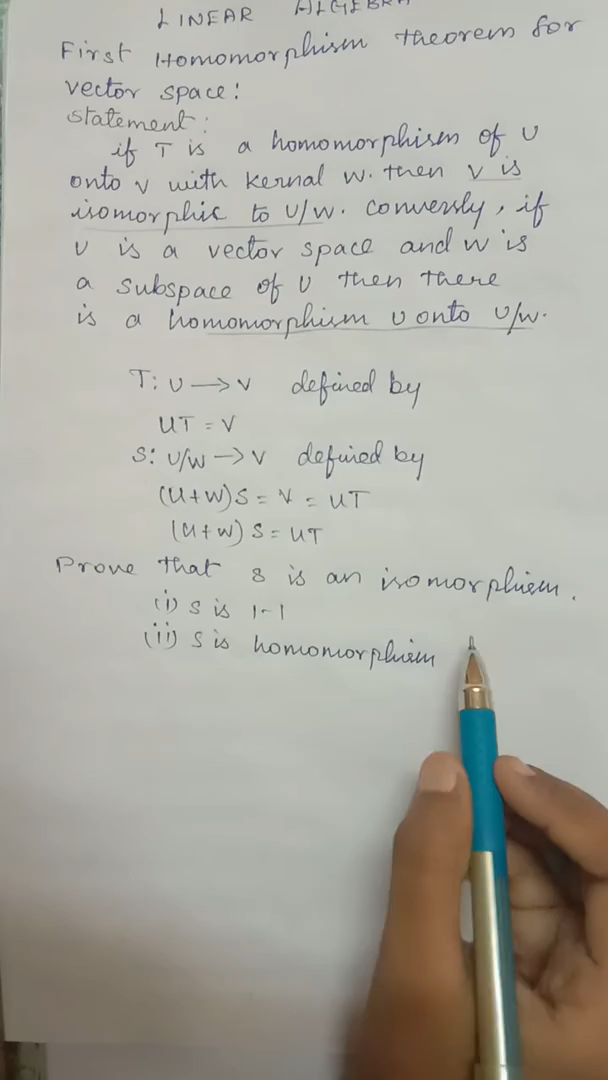 LINEAR ALGEBRA
First Homomorphism theorem for
vector space:
statement:
if T is a homomorphism of U
onto V with kernal W. then V is
isomorphic to U/W. conversly, if
U is a vector space and W is
a subspace of U then there
is a homomorphism U onto U/W.
T: U → V defined by
UT = V
S: U/W → V defined by
(U+W)S = V = UT
(U+W) S = UT
Prove that S is an isomorphism.
(i) S is 1-1
(ii) S is homomorphism